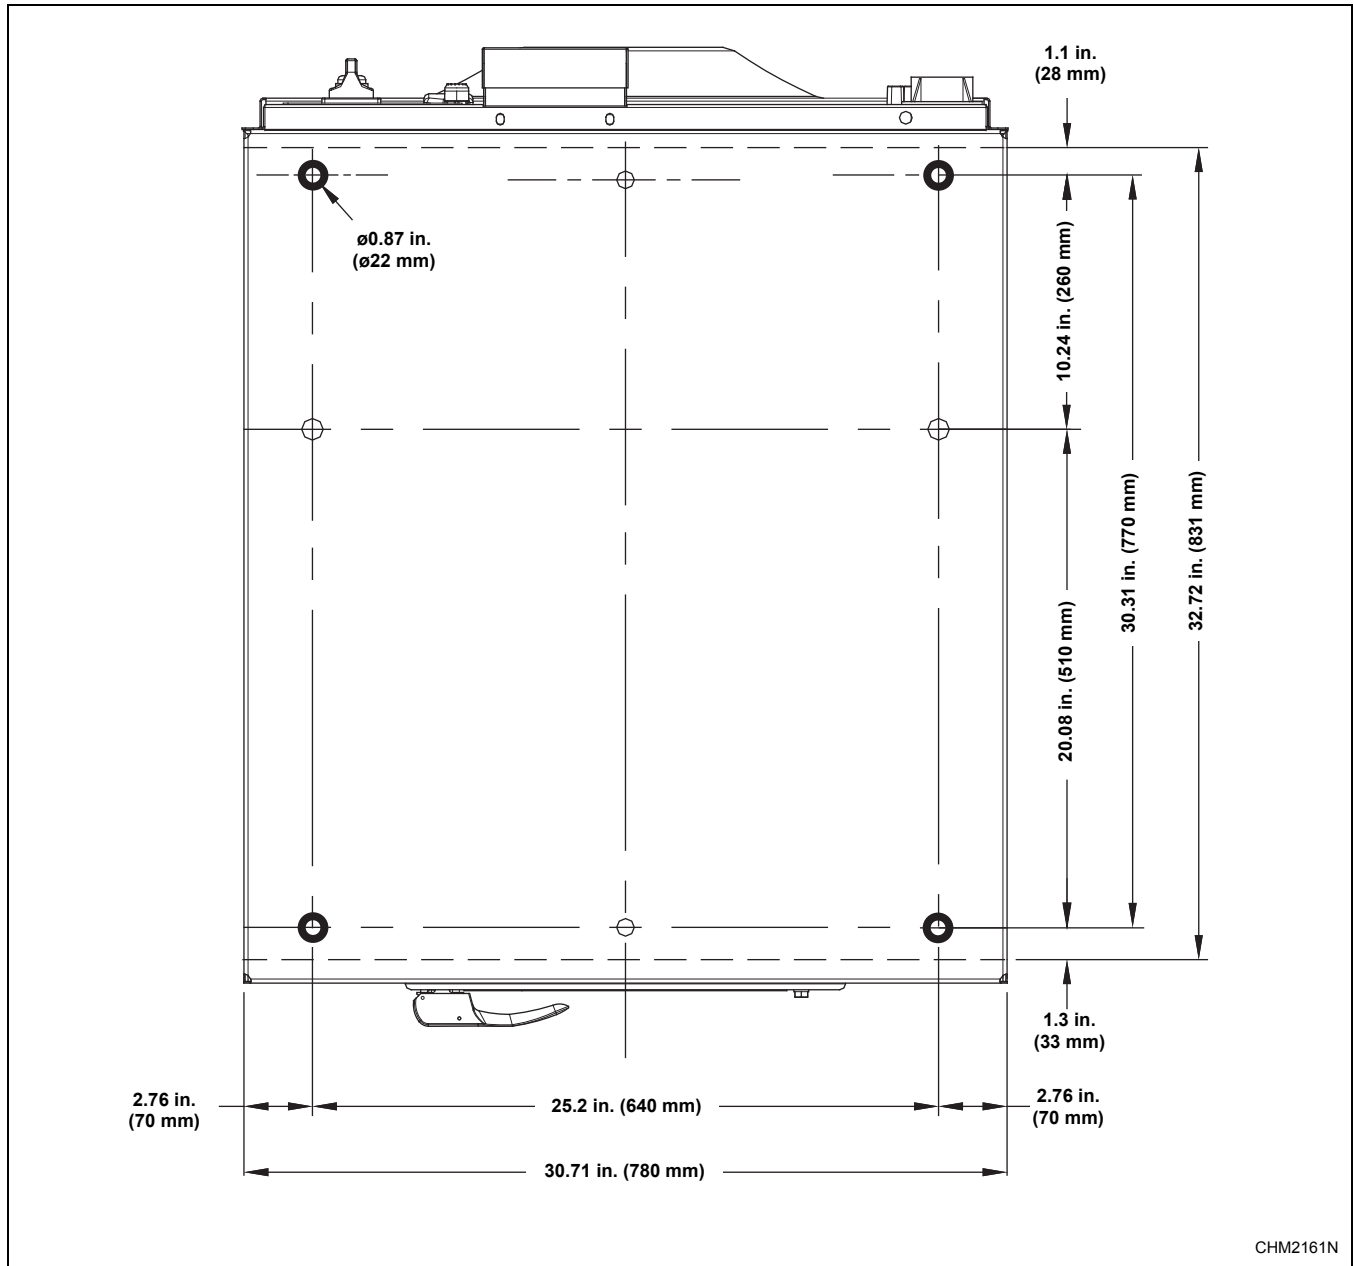 1.1 in.
(28 mm)
ø0.87 in.
(ø22 mm)
10.24 in. (260 mm)
30.31 in. (770 mm)
32.72 in. (831 mm)
20.08 in. (510 mm)
1.3 in.
(33 mm)
2.76 in.
(70 mm)
25.2 in. (640 mm)
2.76 in.
(70 mm)
30.71 in. (780 mm)
CHM2161N